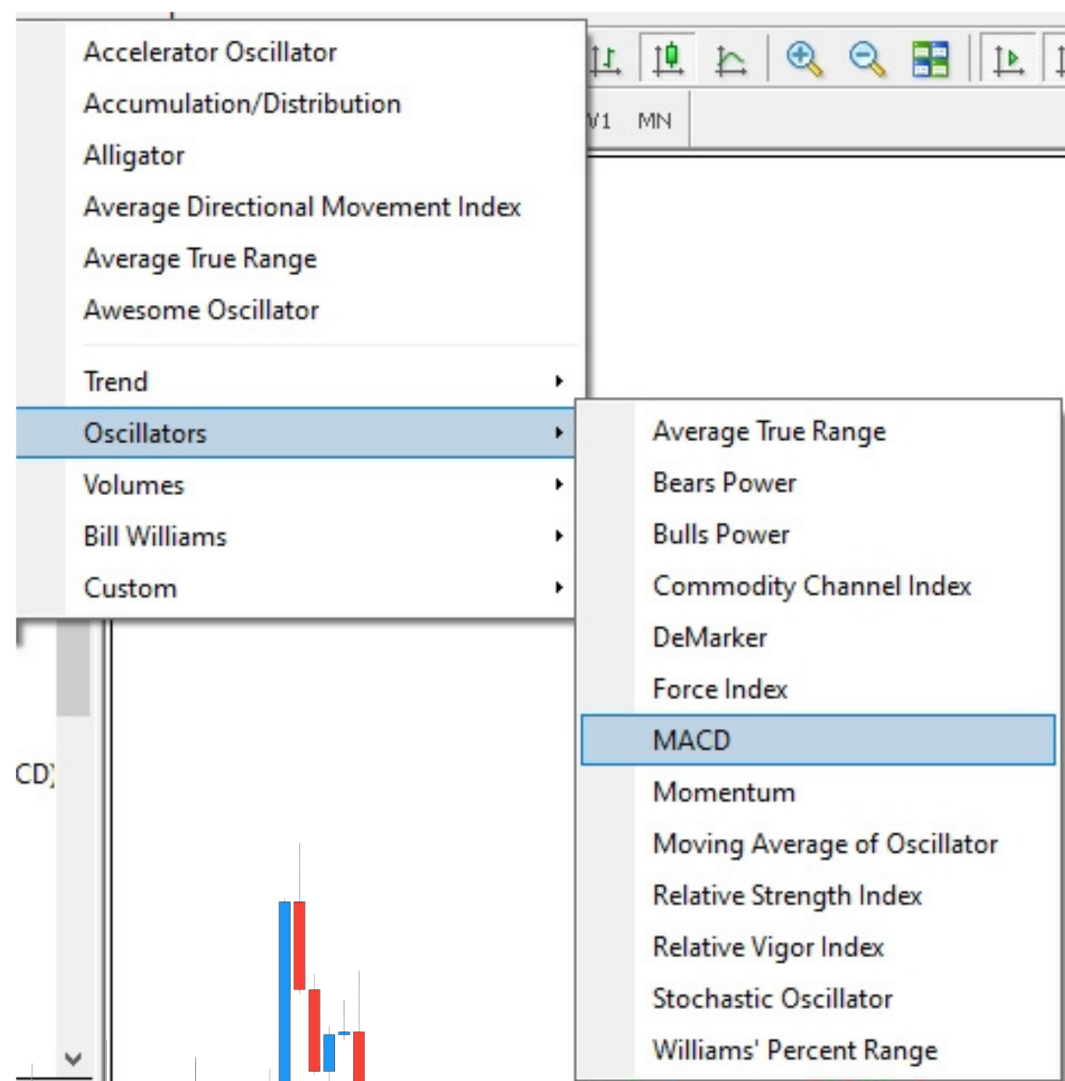 Accelerator Oscillator
Accumulation/Distribution
Alligator
Average Directional Movement Index
Average True Range
Awesome Oscillator
Trend
Oscillators
Volumes
Bill Williams
Custom
MN
Average True Range
Bears Power
Bulls Power
Commodity Channel Index
DeMarker
Force Index
MACD
Momentum
Moving Average of Oscillator
Relative Strength Index
Relative Vigor Index
Stochastic Oscillator
Williams' Percent Range
CD)